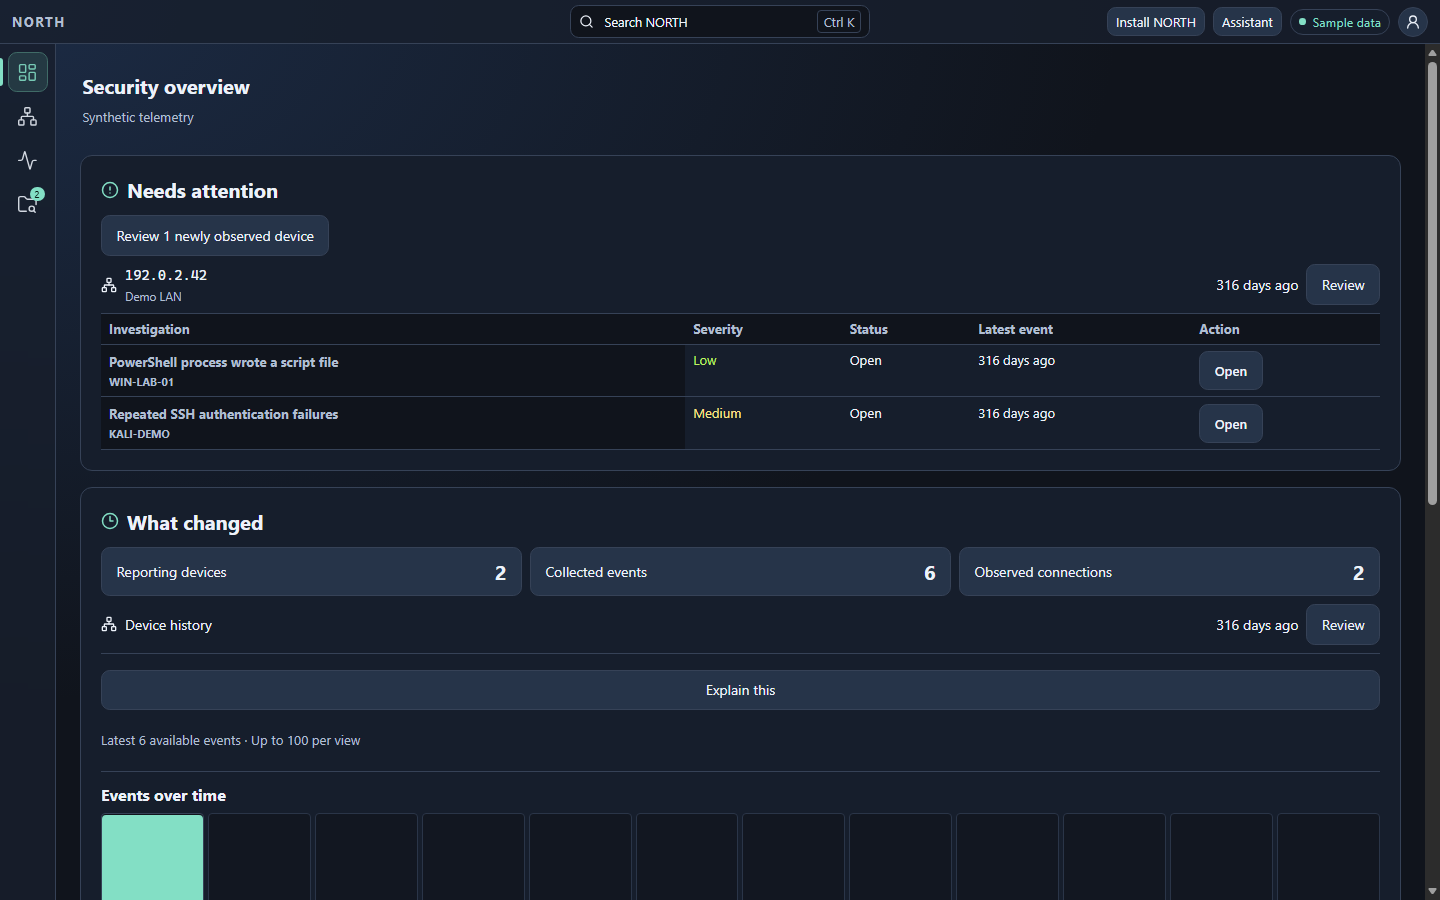 NORTH
Search NORTH
Ctrl K
Install NORTH
Assistant
Sample data
2
Security overview
Synthetic telemetry
Needs attention
Review 1 newly observed device
192.0.2.42
Demo LAN
316 days ago
Review
Investigation Severity Status Latest event Action
PowerShell process wrote a script file
WIN-LAB-01
Low
Open
316 days ago
Open
Repeated SSH authentication failures
KALI-DEMO
Medium
Open
316 days ago
Open
What changed
Reporting devices 2
Collected events 6
Observed connections 2
Device history
316 days ago
Review
Explain this
Latest 6 available events · Up to 100 per view
Events over time